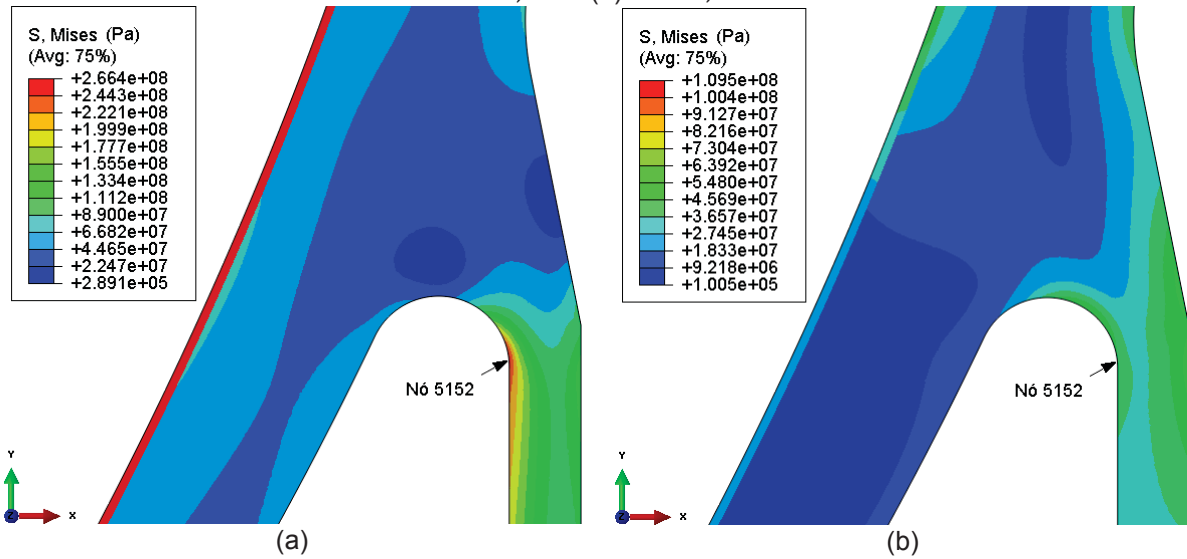 S, Mises (Pa)
(Avg: 75%)
+2.664e+08
+2.443e+08
+2.221e+08
+1.999e+08
+1.777e+08
+1.555e+08
+1.334e+08
+1.112e+08
+8.900e+07
+6.682e+07
+4.465e+07
+2.247e+07
+2.891e+05
Nó 5152
Y
Z
X
(a)
S, Mises (Pa)
(Avg: 75%)
+1.095e+08
+1.004e+08
+9.127e+07
+8.216e+07
+7.304e+07
+6.392e+07
+5.480e+07
+4.569e+07
+3.657e+07
+2.745e+07
+1.833e+07
+9.218e+06
+1.005e+05
Nó 5152
Y
Z
X
(b)